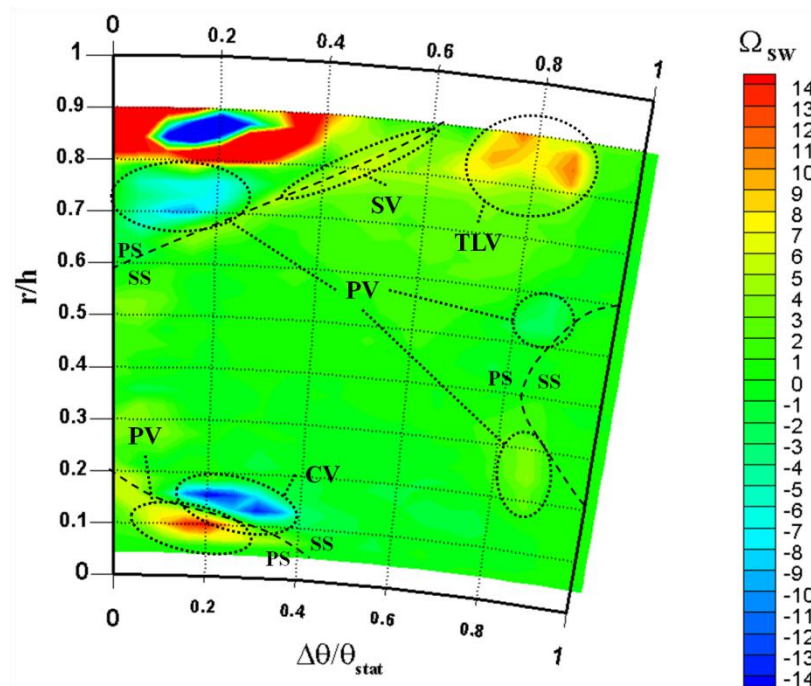 0 0.2 0.4 0.6 0.8 1
Ω sw
1
0.9
0.8
0.7
0.6
0.5
0.4
0.3
0.2
0.1
0
r/h
SV
TLV
PS
SS
PV
PS SS
PV
CV
PS SS
0 0.2 0.4 0.6 0.8 1
Δθ/θstat
14
13
12
11
10
9
8
7
6
5
4
3
2
1
0
-1
-2
-3
-4
-5
-6
-7
-8
-9
-10
-11
-12
-13
-14